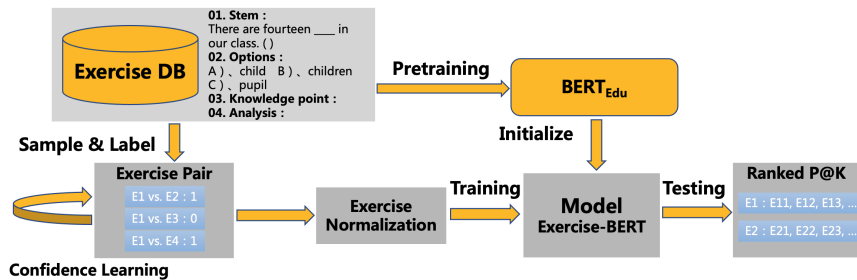 Exercise DB
01. Stem :
There are fourteen ___ in
our class. ( )
02. Options :
A ) 、child B ) 、children
C ) 、pupil
03. Knowledge point :
04. Analysis :
Pretraining
BERTEdu
Sample & Label
Initialize
Exercise Pair
E1 vs. E2 : 1
E1 vs. E3 : 0
E1 vs. E4 : 1
Confidence Learning
Exercise
Normalization
Training
Model
Exercise-BERT
Testing
Ranked P@K
E1 : E11, E12, E13, ...
E2 : E21, E22, E23, ...